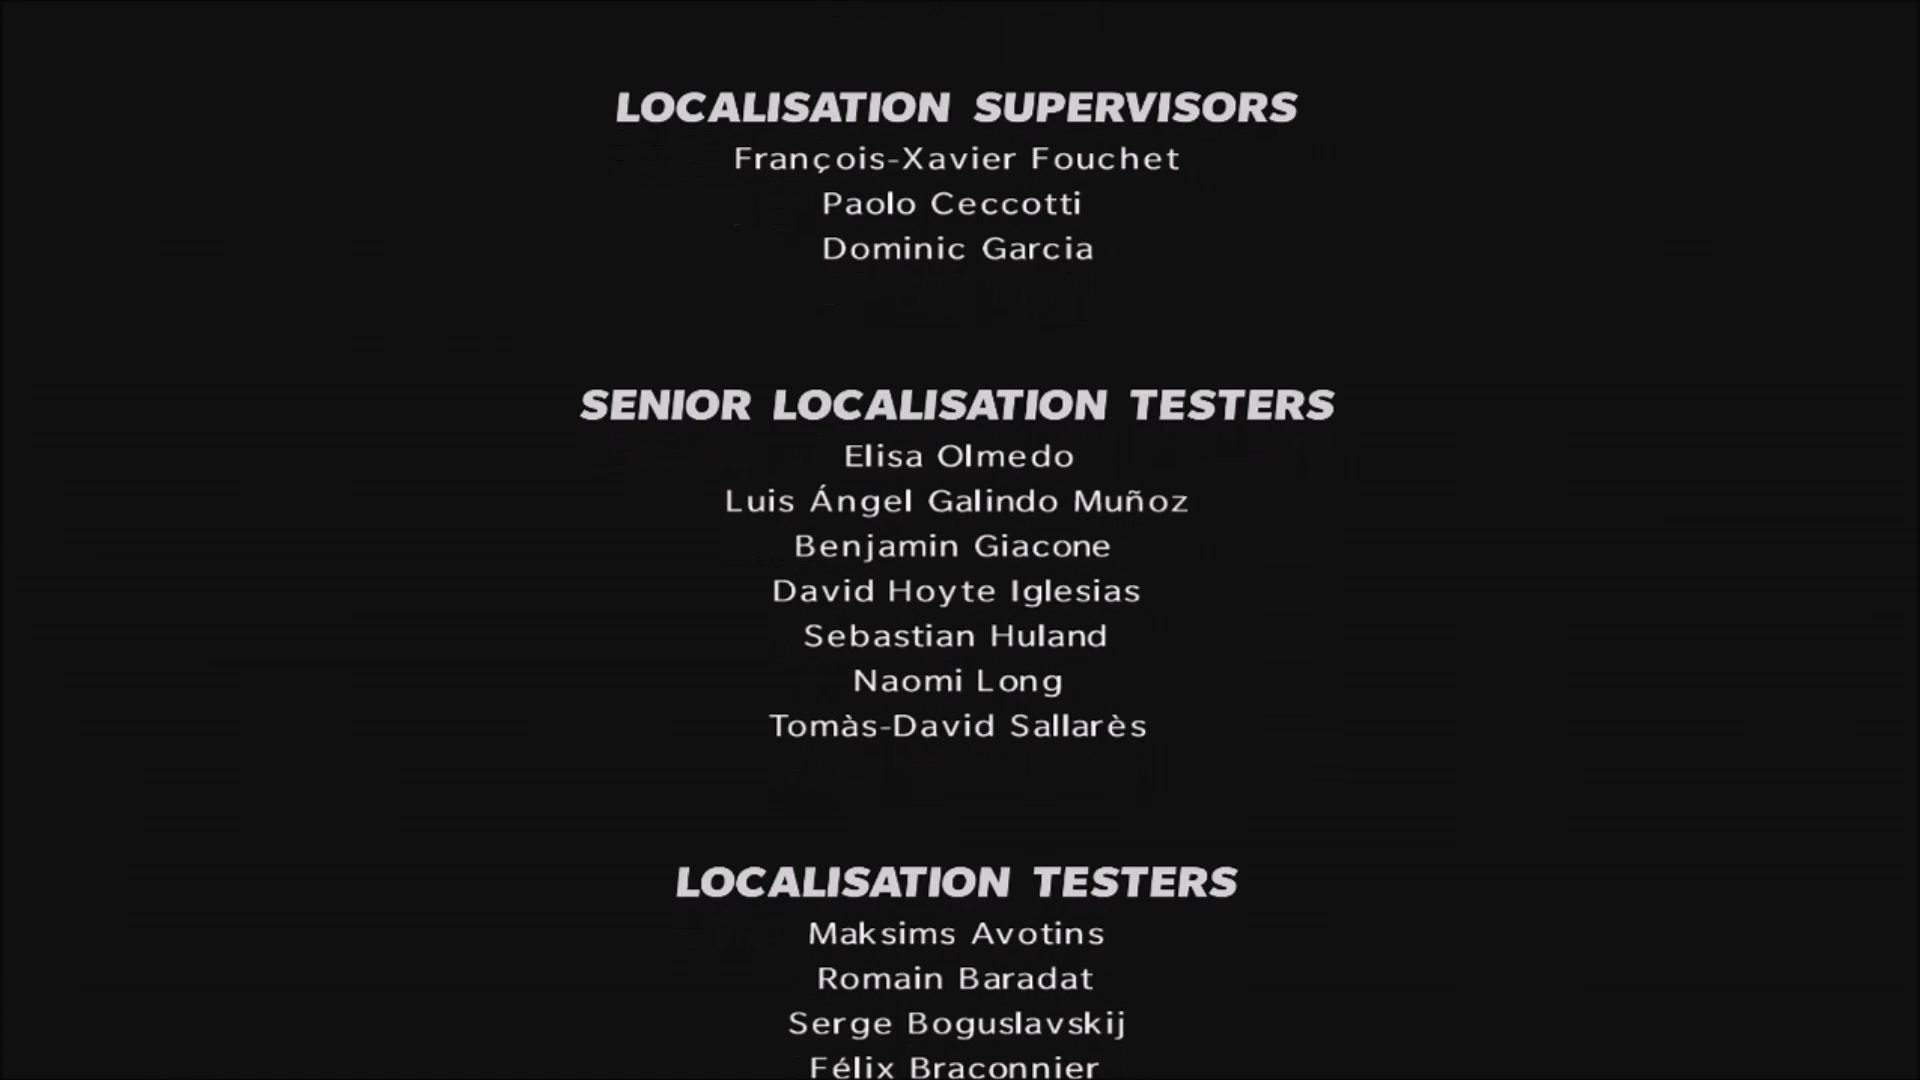 LOCALISATION SUPERVISORS
François-Xavier Fouchet
Paolo Ceccotti
Dominic Garcia
SENIOR LOCALISATION TESTERS
Elisa Olmedo
Luis Ángel Galindo Muñoz
Benjamin Giacone
David Hoyte Iglesias
Sebastian Huland
Naomi Long
Tomàs-David Sallarès
LOCALISATION TESTERS
Maksims Avotins
Romain Baradat
Serge Boguslavskij
Félix Braconnier